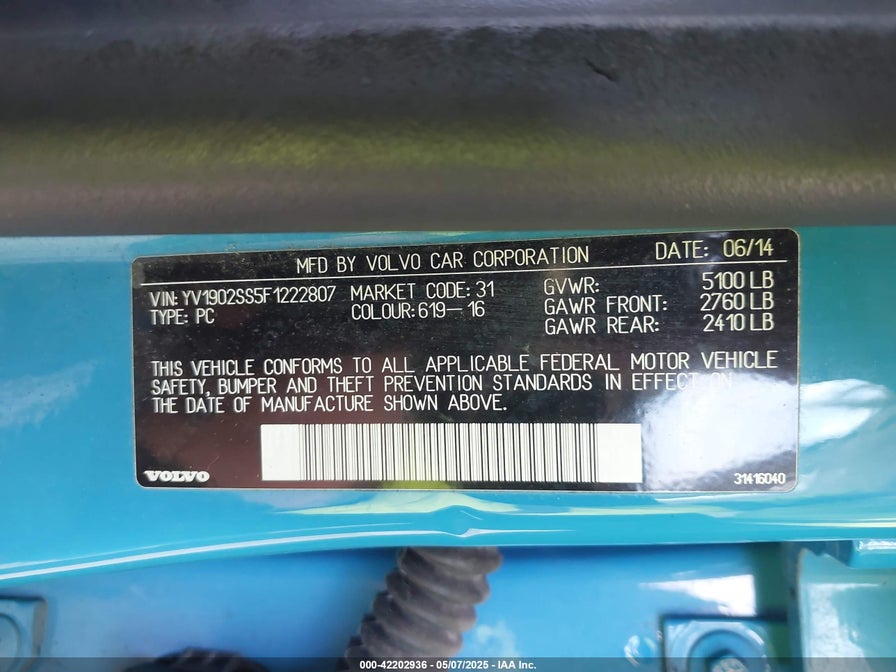 MFD BY VOLVO CAR CORPORATION DATE: 06/14
VIN: YV1902SS5F1222807 MARKET CODE: 31 GVWR: 5100 LB
TYPE: PC COLOUR: 619-16 GAWR FRONT: 2760 LB
GAWR REAR: 2410 LB
THIS VEHICLE CONFORMS TO ALL APPLICABLE FEDERAL MOTOR VEHICLE
SAFETY, BUMPER AND THEFT PREVENTION STANDARDS IN EFFECT ON
THE DATE OF MANUFACTURE SHOWN ABOVE.
VOLVO 31416040
000-42202936 - 05/07/2025 - IAA Inc.